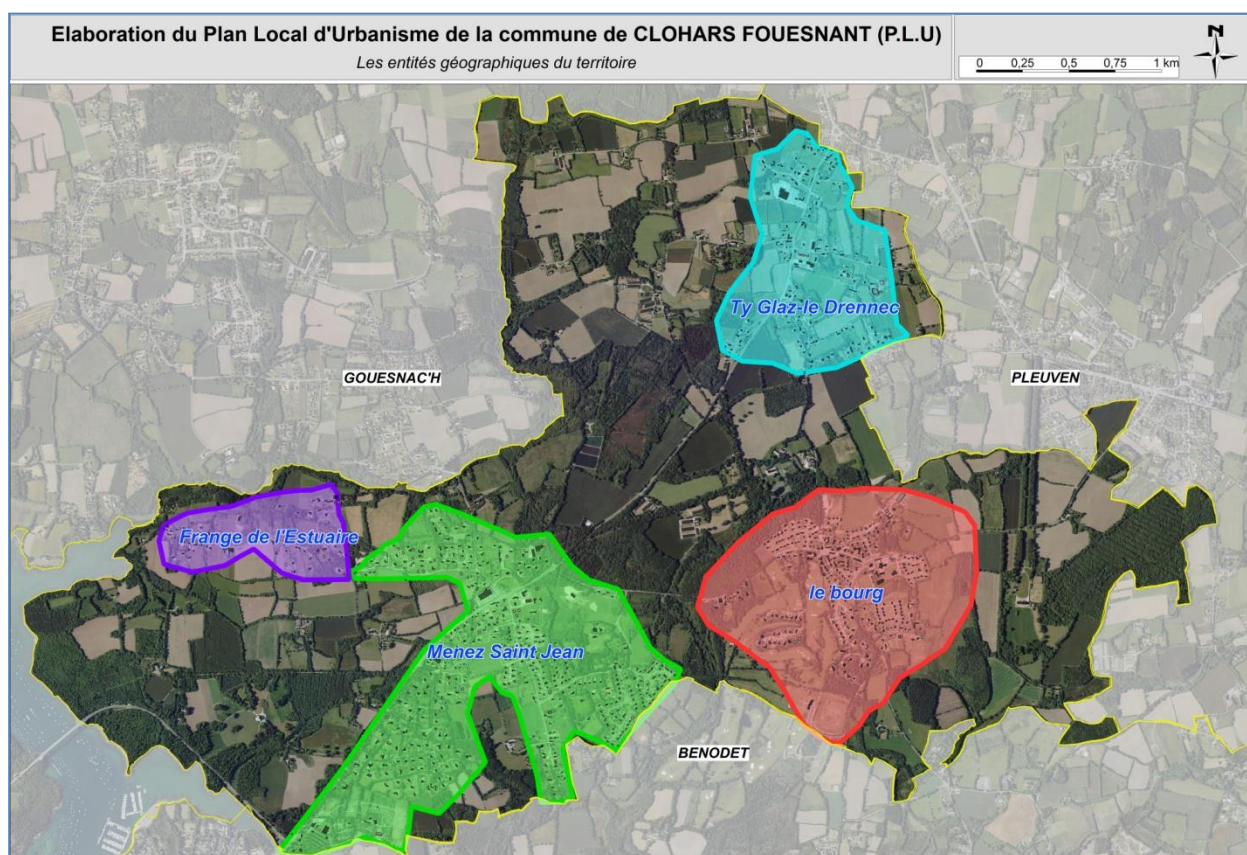 Elaboration du Plan Local d'Urbanisme de la commune de CLOHARS FOUESNANT (P.L.U)
Les entités géographiques du territoire
N
0 0,25 0,5 0,75 1 km
Ty Glaz-le Drennec
GOUESNAC'H
PLEUVEN
Frange de l'Estuaire
le bourg
Menez Saint Jean
BENODET